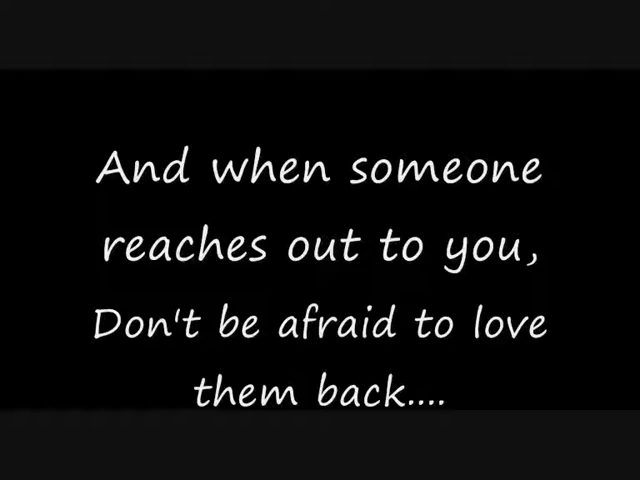 And when someone
reaches out to you,
Don't be afraid to love
them back....